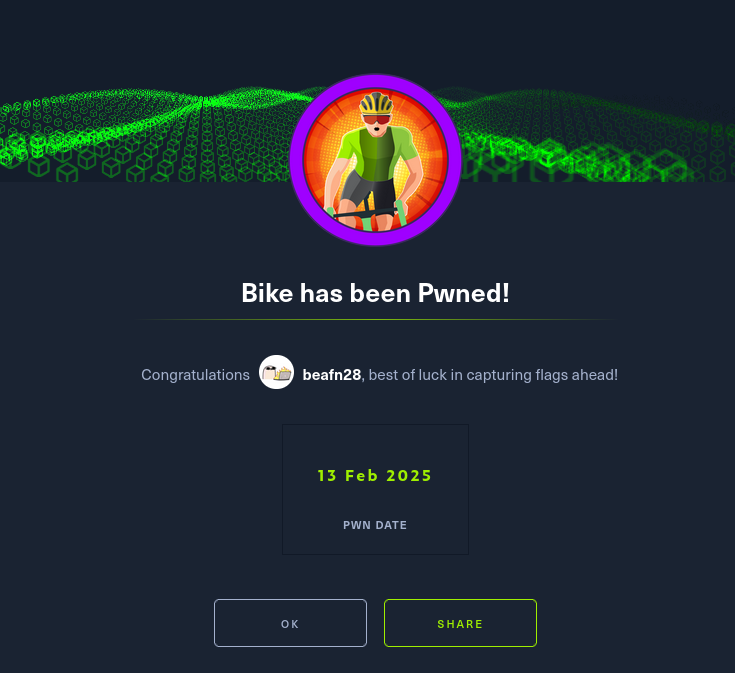 Bike has been Pwned!
Congratulations beafn28, best of luck in capturing flags ahead!
13 Feb 2025
PWN DATE
OK
SHARE